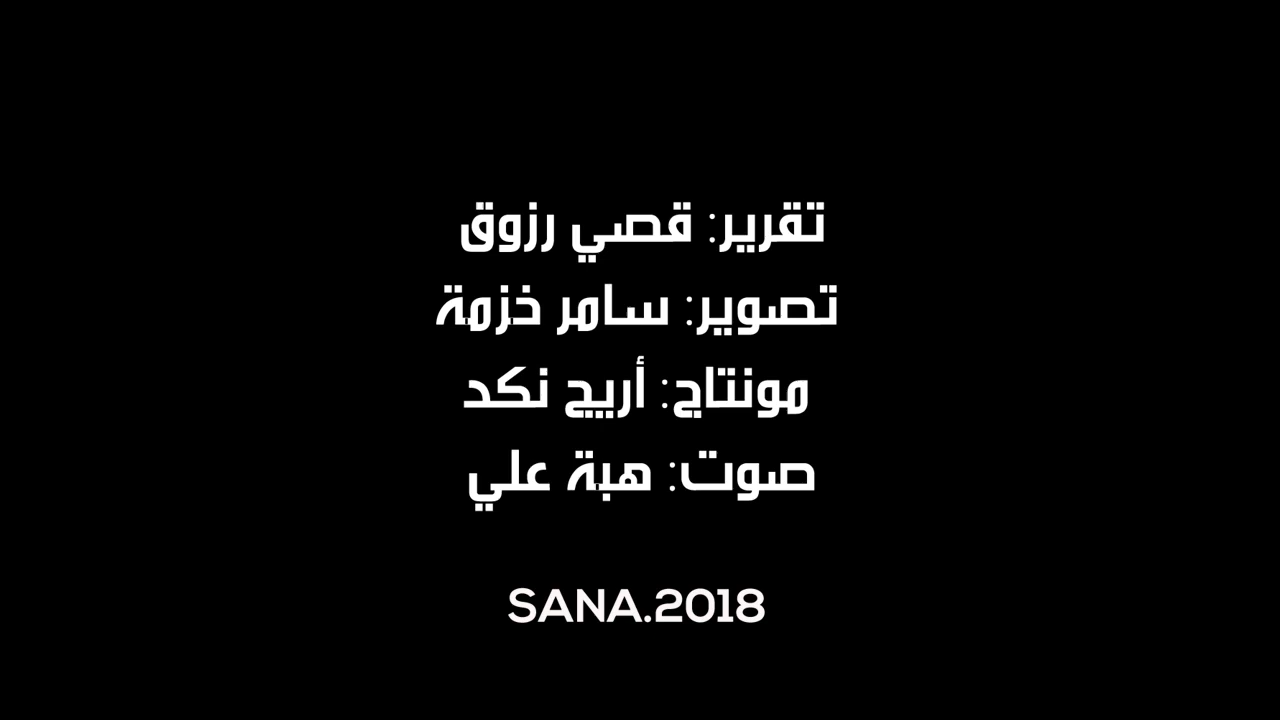 تقرير: قصي رزوق
تصوير: سامر خزمة
مونتاج: أريج نكد
صوت: هبة علي
SANA.2018